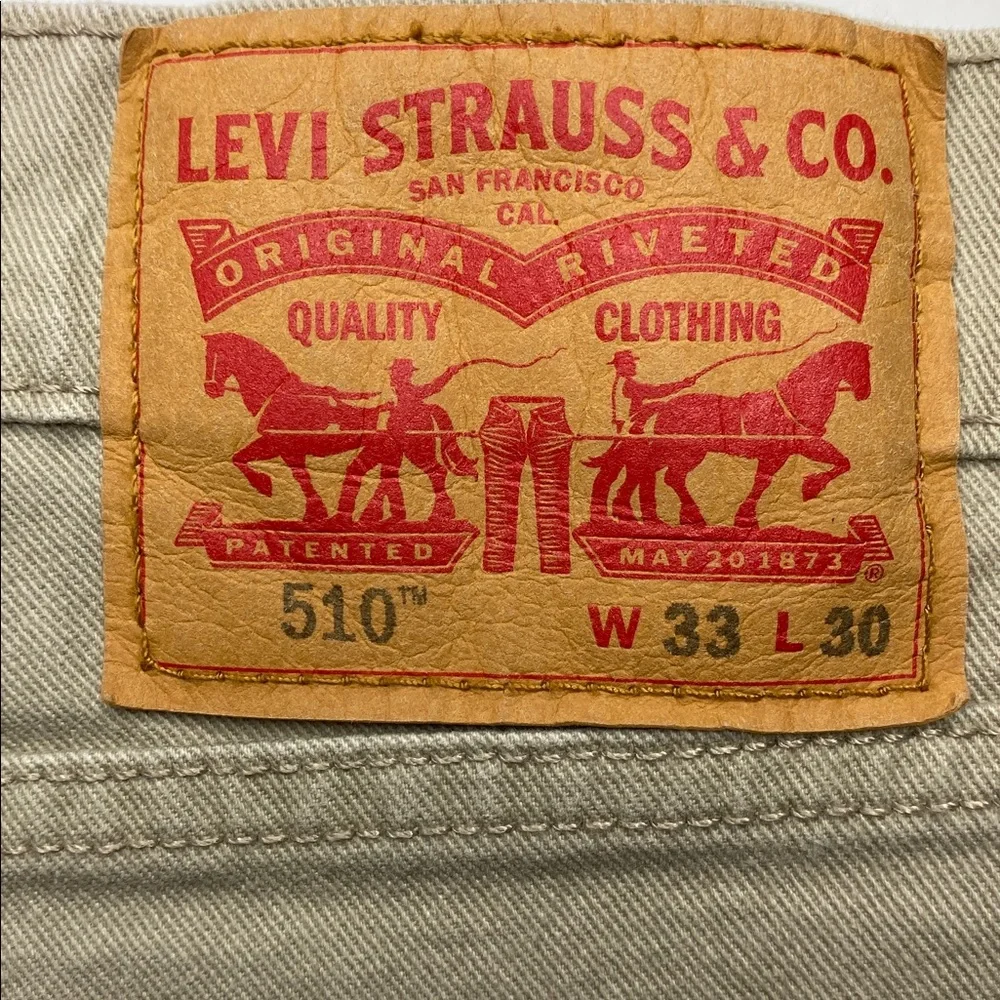 LEVI STRAUSS & CO.
SAN FRANCISCO
CAL.
ORIGINAL RIVETED
QUALITY CLOTHING
PATENTED MAY 20 1873 ®
510™ W 33 L 30